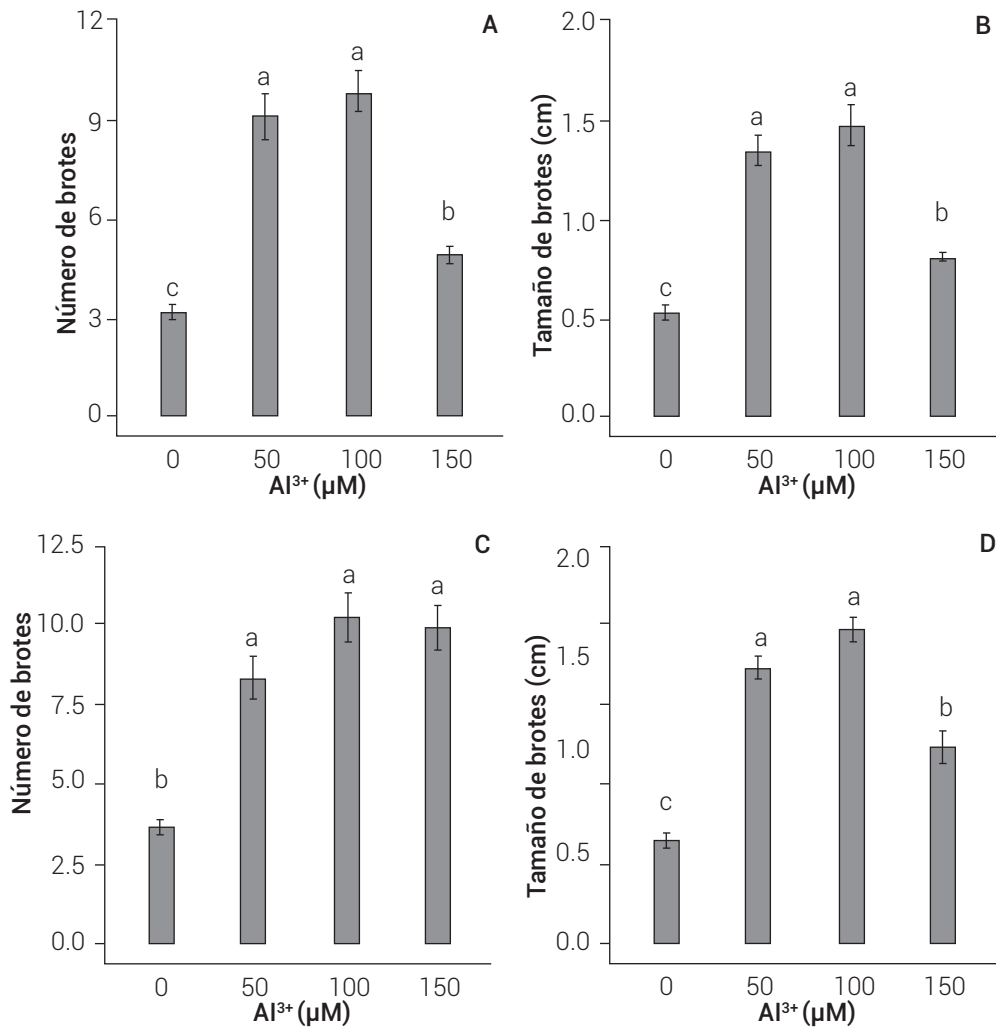 A
Número de brotes
12
9
6
3
0
c
a
a
b
0 50 100 150
Al³⁺ (µM)
B
Tamaño de brotes (cm)
2.0
1.5
1.0
0.5
0.0
c
a
a
b
0 50 100 150
Al³⁺ (µM)
C
Número de brotes
12.5
10.0
7.5
5.0
2.5
0.0
b
a
a
a
0 50 100 150
Al³⁺ (µM)
D
Tamaño de brotes (cm)
2.0
1.5
1.0
0.5
0.0
c
a
a
b
0 50 100 150
Al³⁺ (µM)